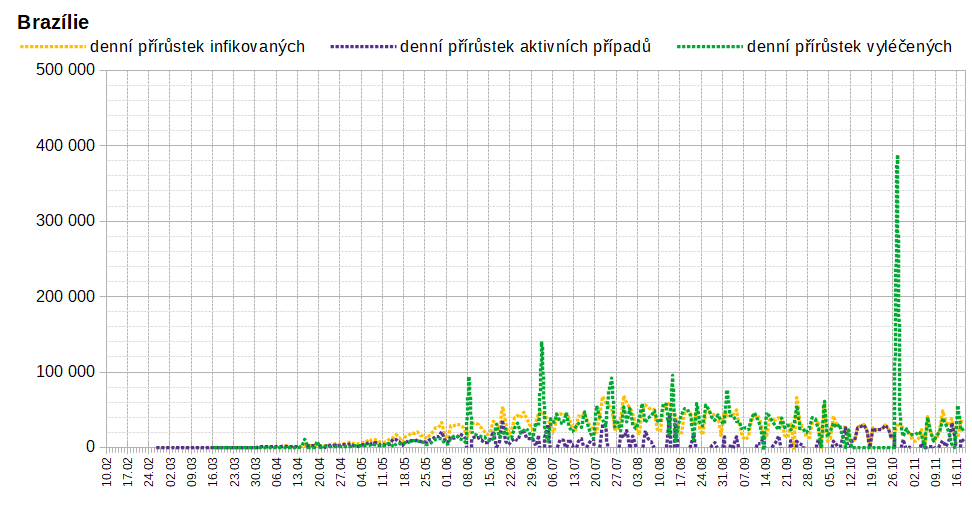 Brazílie
denní přírůstek infikovaných denní přírůstek aktivních případů denní přírůstek vyléčených
500 000
400 000
300 000
200 000
100 000
0
10.02 17.02 24.02 02.03 09.03 16.03 23.03 30.03 06.04 13.04 20.04 27.04 04.05 11.05 18.05 25.05 01.06 08.06 15.06 22.06 29.06 06.07 13.07 20.07 27.07 03.08 10.08 17.08 24.08 31.08 07.09 14.09 21.09 28.09 05.10 12.10 19.10 26.10 02.11 09.11 16.11